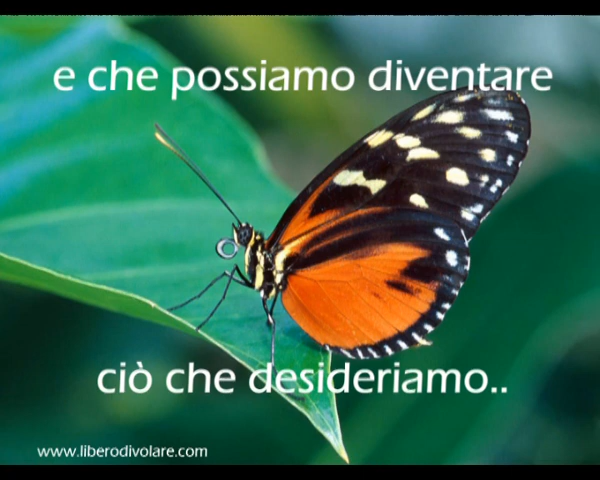 e che possiamo diventare
ciò che desideriamo..
www.liberodivolare.com